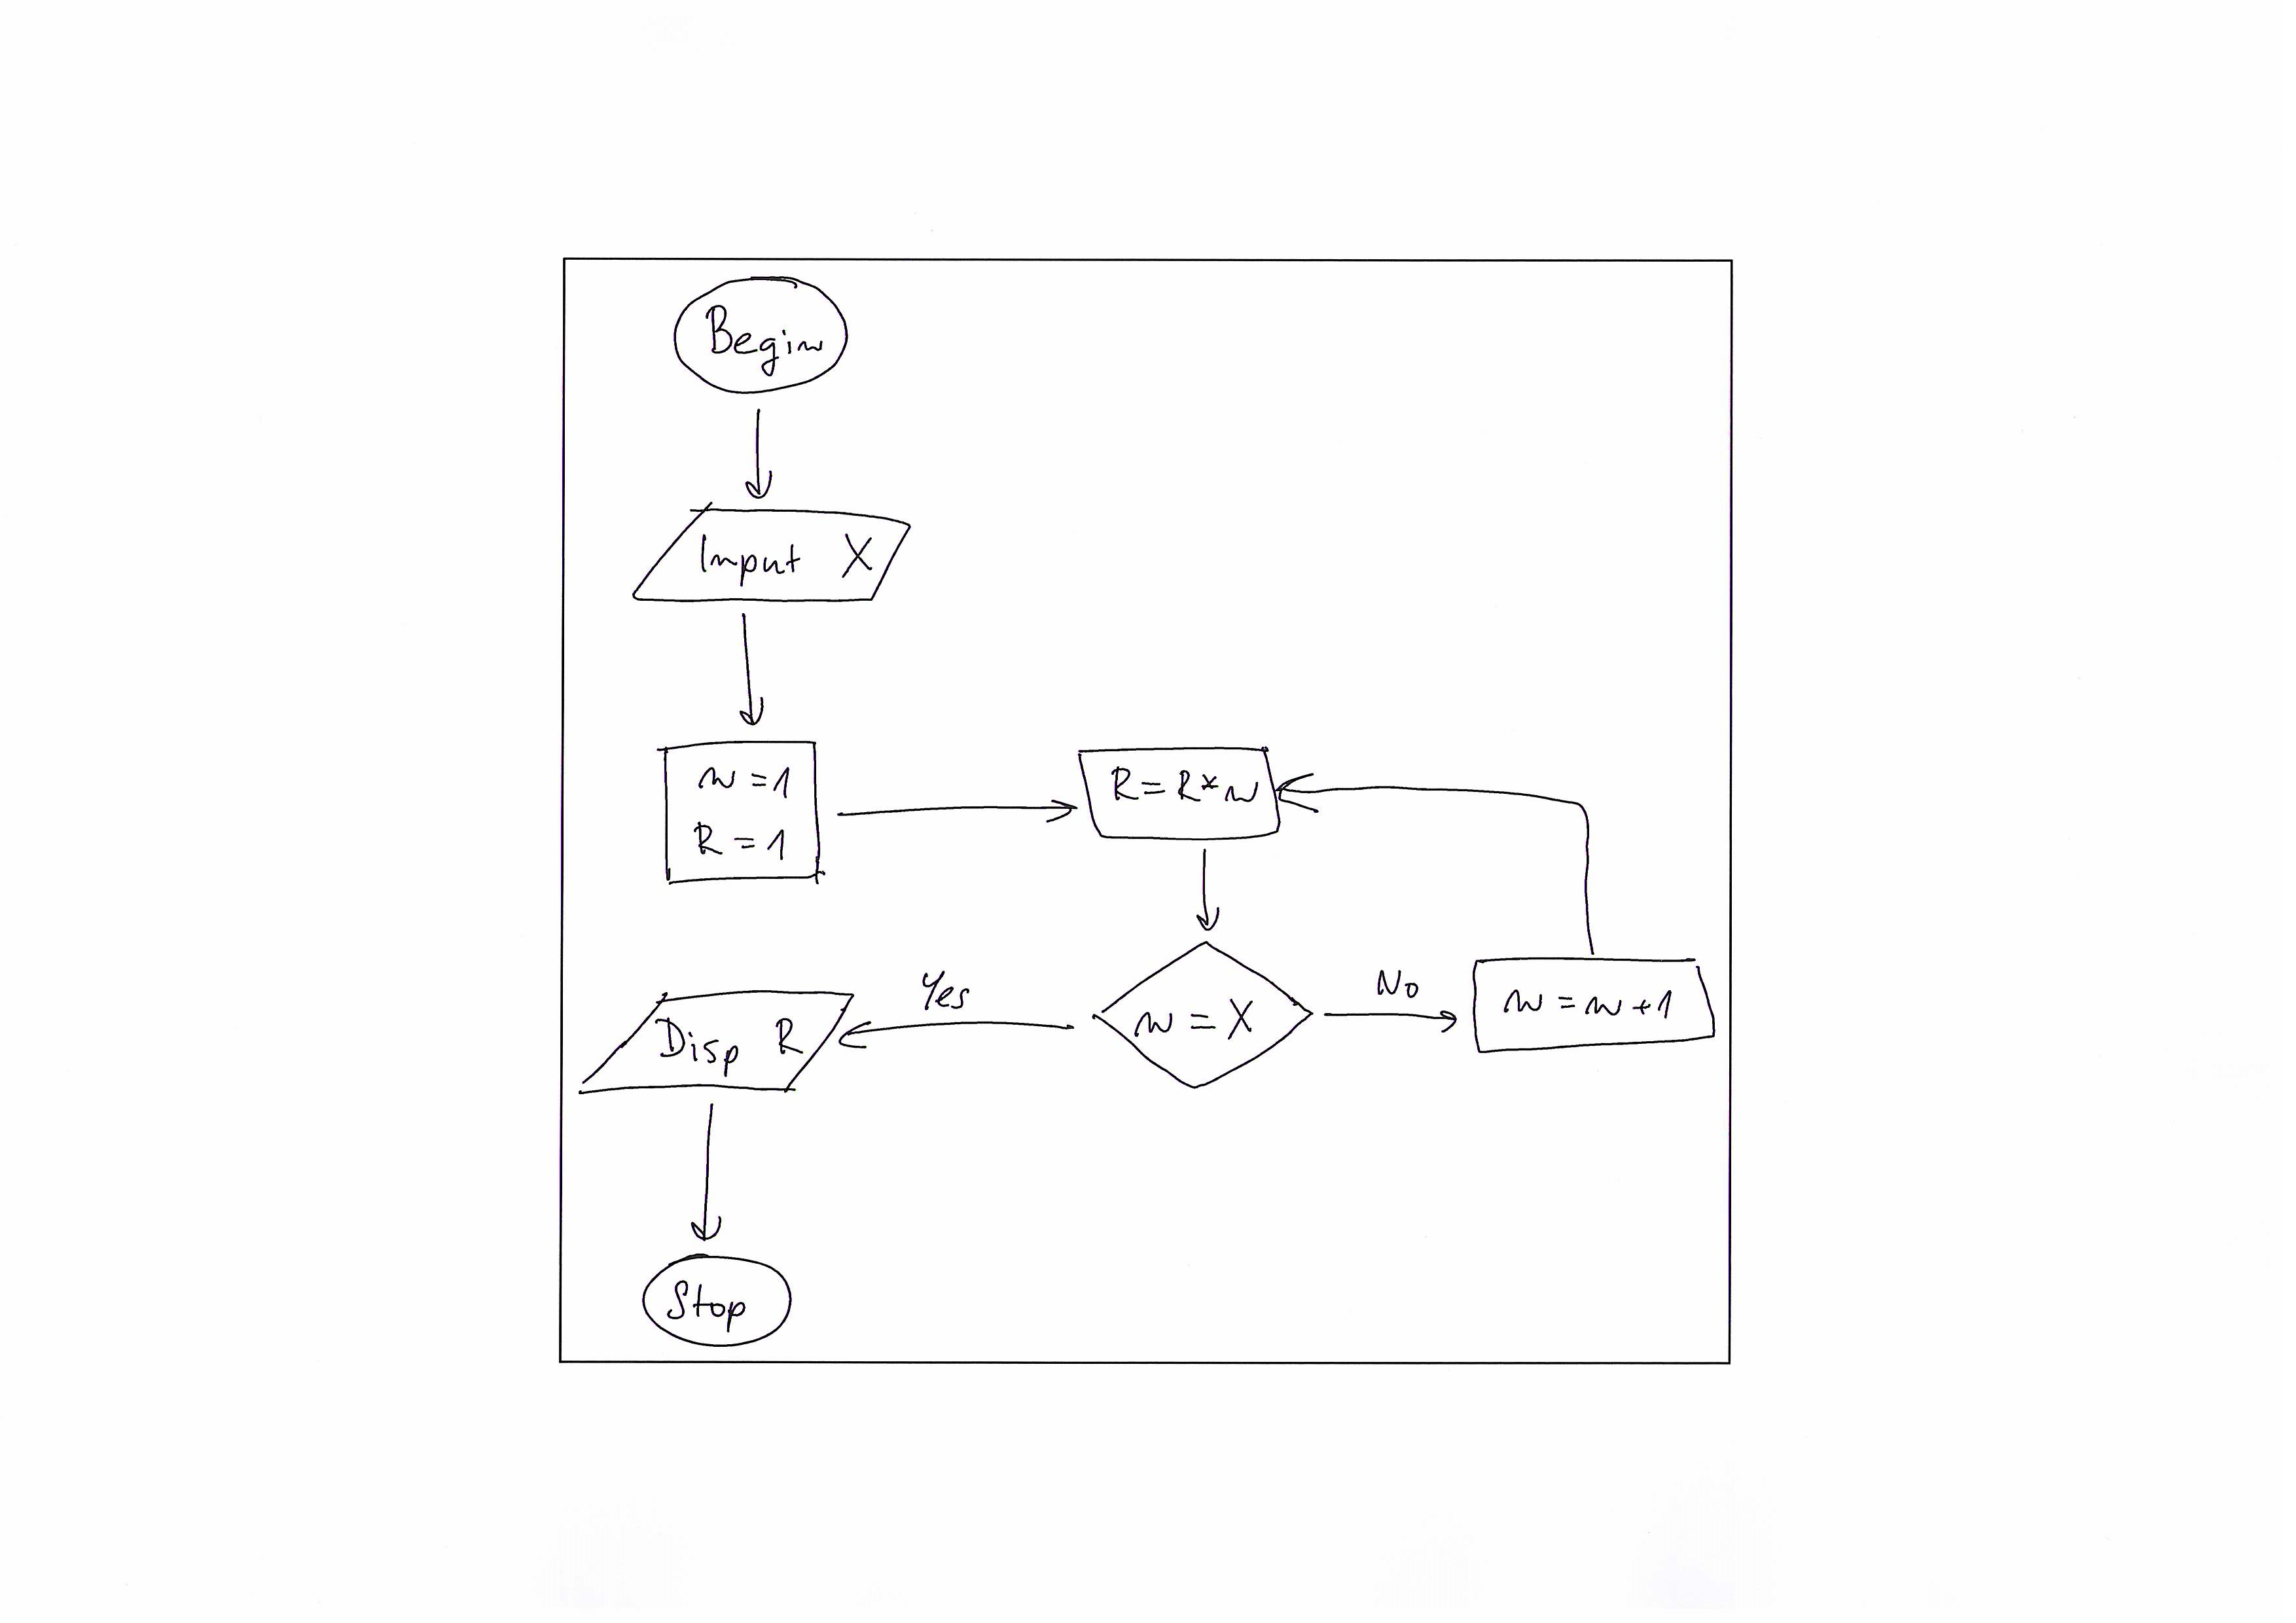 Begin
Input X
n = 1
R = 1
R = R * n
n = X
Yes
No
n = n + 1
Disp R
Stop